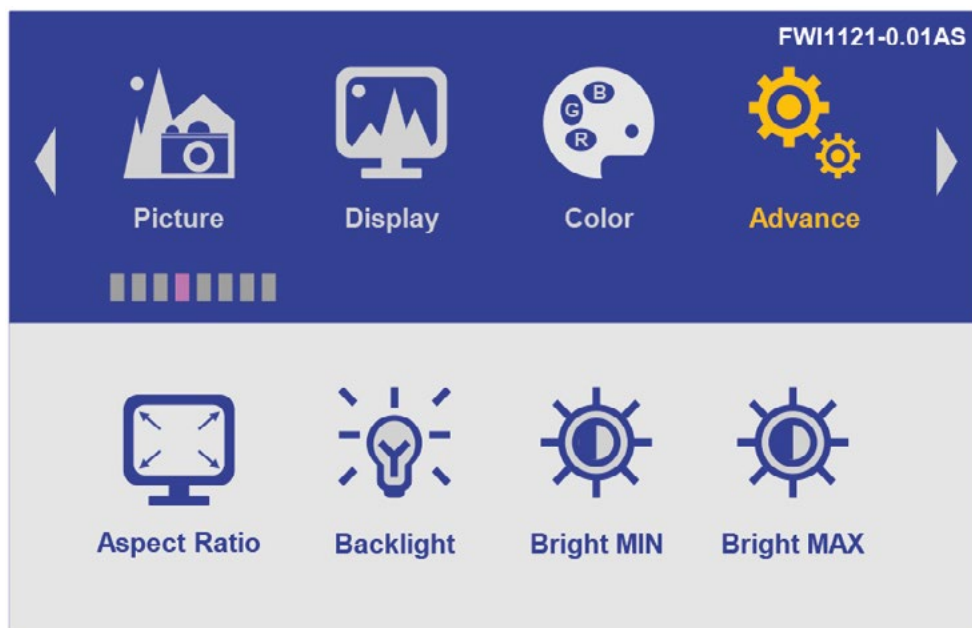 FWI1121-0.01AS
B
G
R
Picture Display Color Advance
Aspect Ratio Backlight Bright MIN Bright MAX